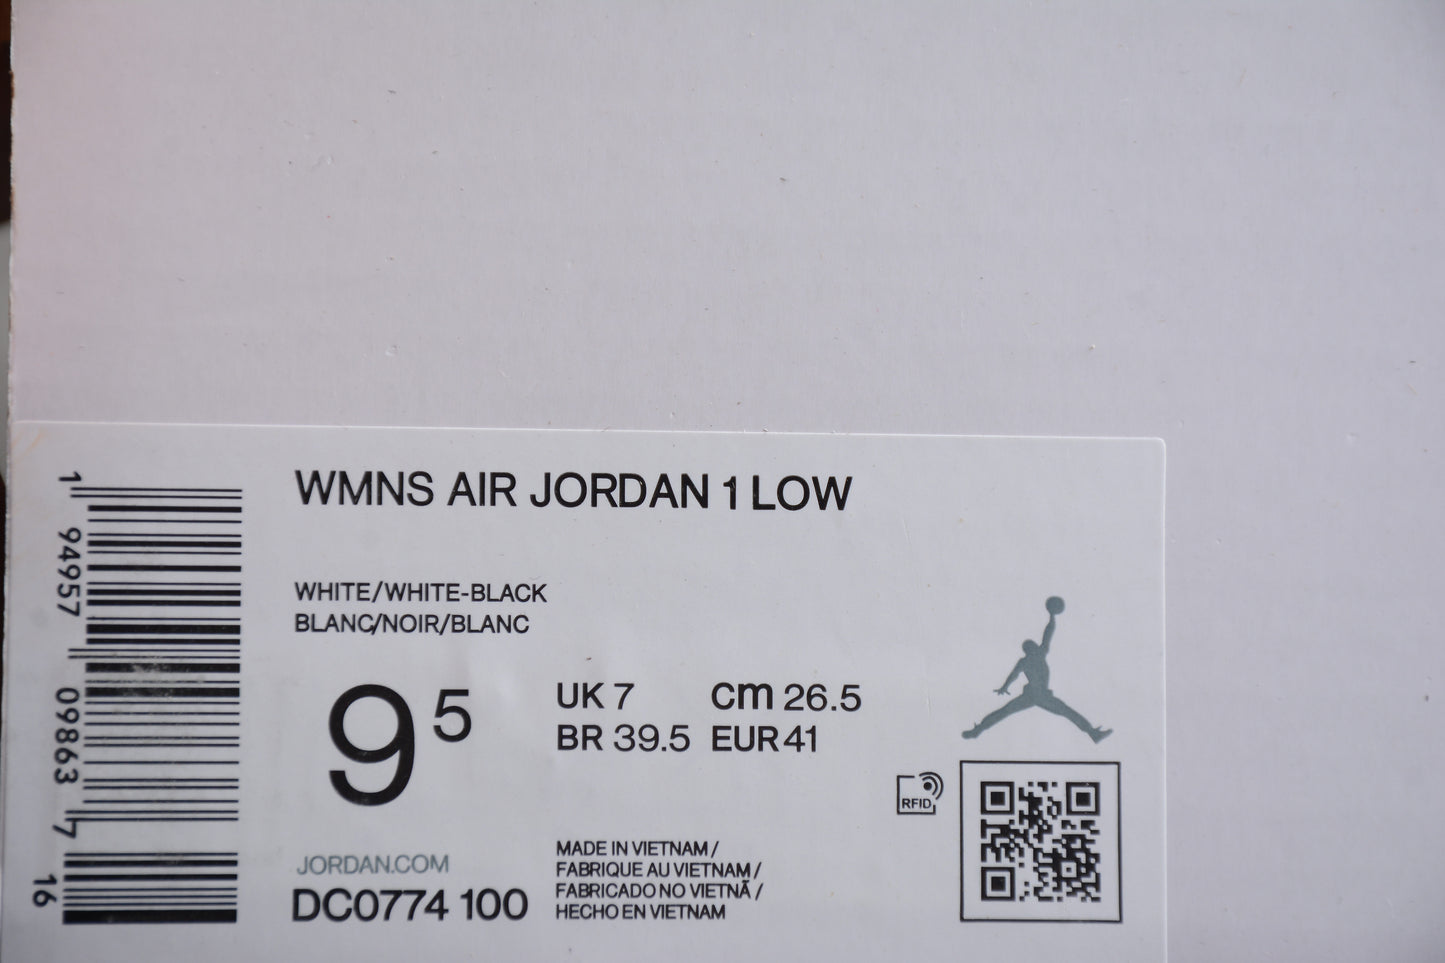 WMNS AIR JORDAN 1 LOW
WHITE/WHITE-BLACK
BLANC/NOIR/BLANC
9 5
UK 7 cm 26.5
BR 39.5 EUR 41
RFID
JORDAN.COM
DC0774 100
MADE IN VIETNAM /
FABRIQUE AU VIETNAM /
FABRICADO NO VIETNÃ /
HECHO EN VIETNAM
1 94957 09863 7 16